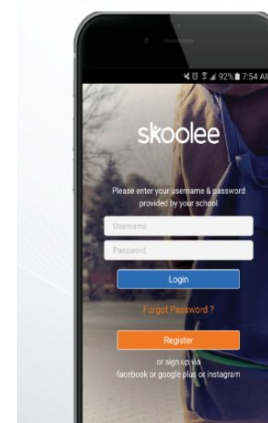 92% 7:54 AM
skoolee
Please enter your username & password
provided by your school
Username
Password
Login
Forgot Password ?
Register
or sign up via
facebook or google plus or instagram